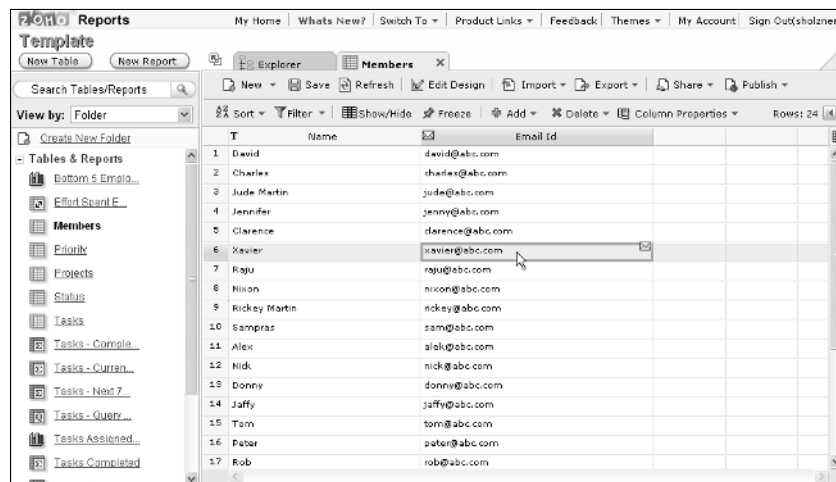 ZOHO Reports
My Home | Whats New? | Switch To | Product Links | Feedback | Themes | My Account Sign Out(sholzner
Template
New Table New Report
Explorer Members ×
Search Tables/Reports
New Save Refresh Edit Design Import Export Share Publish
View by: Folder
Sort Filter Show/Hide Freeze Add Delete Column Properties Rows: 24
Create New Folder
Tables & Reports
Bottom 5 Emplo...
Effort Spent E...
Members
Priority
Projects
Status
Tasks
Tasks - Comple...
Tasks - Curren...
Tasks - Next 7...
Tasks - Query ...
Tasks Assigned...
Tasks Completed
T Name Email Id
1 David david@abc.com
2 Charles charles@abc.com
3 Jude Martin jude@abc.com
4 Jennifer jenny@abc.com
5 Clarence clarence@abc.com
6 Xavier xavier@abc.com
7 Raju raju@abc.com
8 Nixon nixon@abc.com
9 Rickey Martin rickey@abc.com
10 Sampras sam@abc.com
11 Alex alek@abc.com
12 Nick nick@abc.com
13 Donny donny@abc.com
14 Jaffy jaffy@abc.com
15 Tom tom@abc.com
16 Peter peter@abc.com
17 Rob rob@abc.com